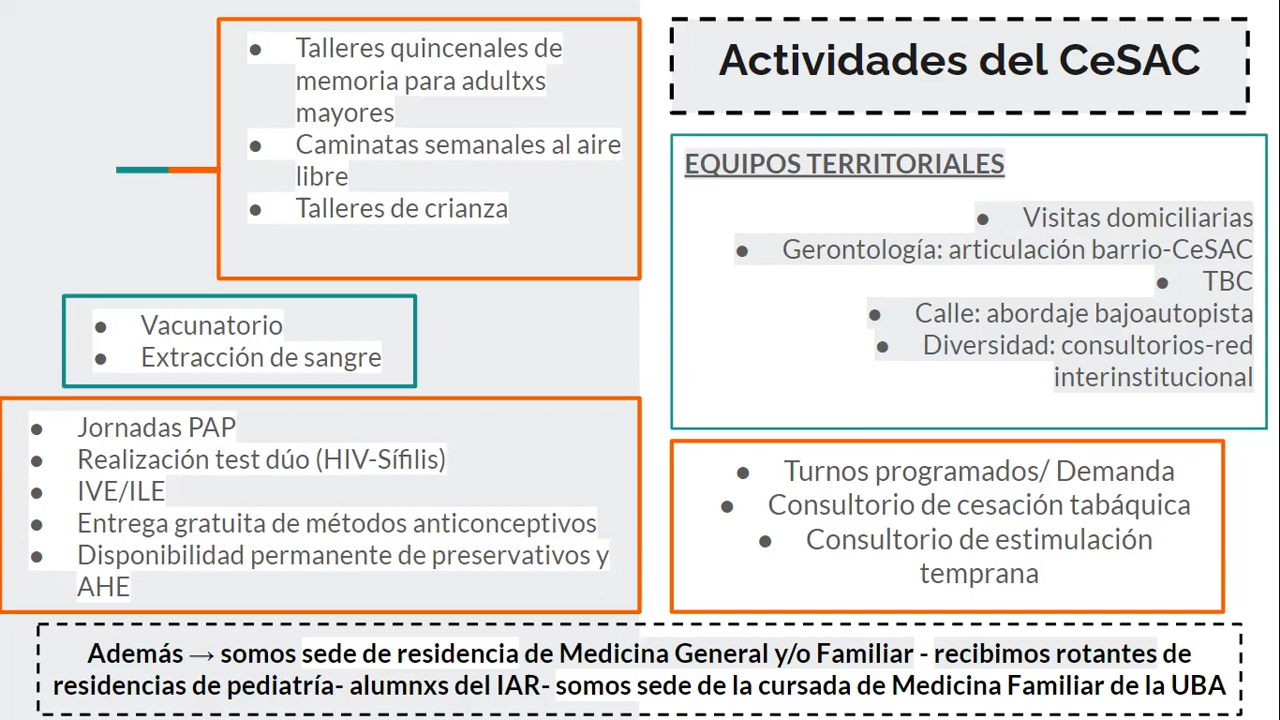 ● Talleres quincenales de
memoria para adultxs
mayores
● Caminatas semanales al aire
libre
● Talleres de crianza
● Vacunatorio
● Extracción de sangre
● Jornadas PAP
● Realización test dúo (HIV-Sífilis)
● IVE/ILE
● Entrega gratuita de métodos anticonceptivos
● Disponibilidad permanente de preservativos y
AHE
Actividades del CeSAC
EQUIPOS TERRITORIALES
● Visitas domiciliarias
● Gerontología: articulación barrio-CeSAC
● TBC
● Calle: abordaje bajoautopista
● Diversidad: consultorios-red
interinstitucional
● Turnos programados/ Demanda
● Consultorio de cesación tabáquica
● Consultorio de estimulación
temprana
Además → somos sede de residencia de Medicina General y/o Familiar - recibimos rotantes de
residencias de pediatría- alumnxs del IAR- somos sede de la cursada de Medicina Familiar de la UBA